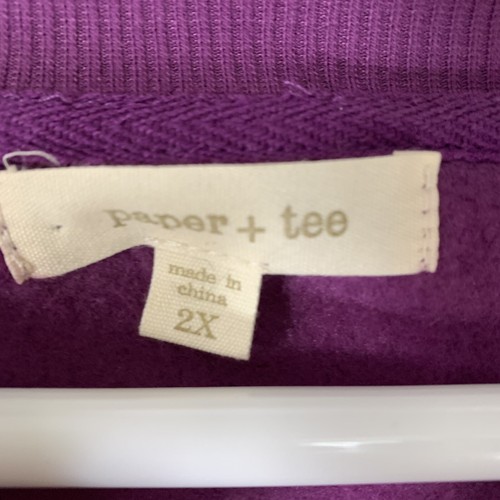 paper + tee
made in
china
2X